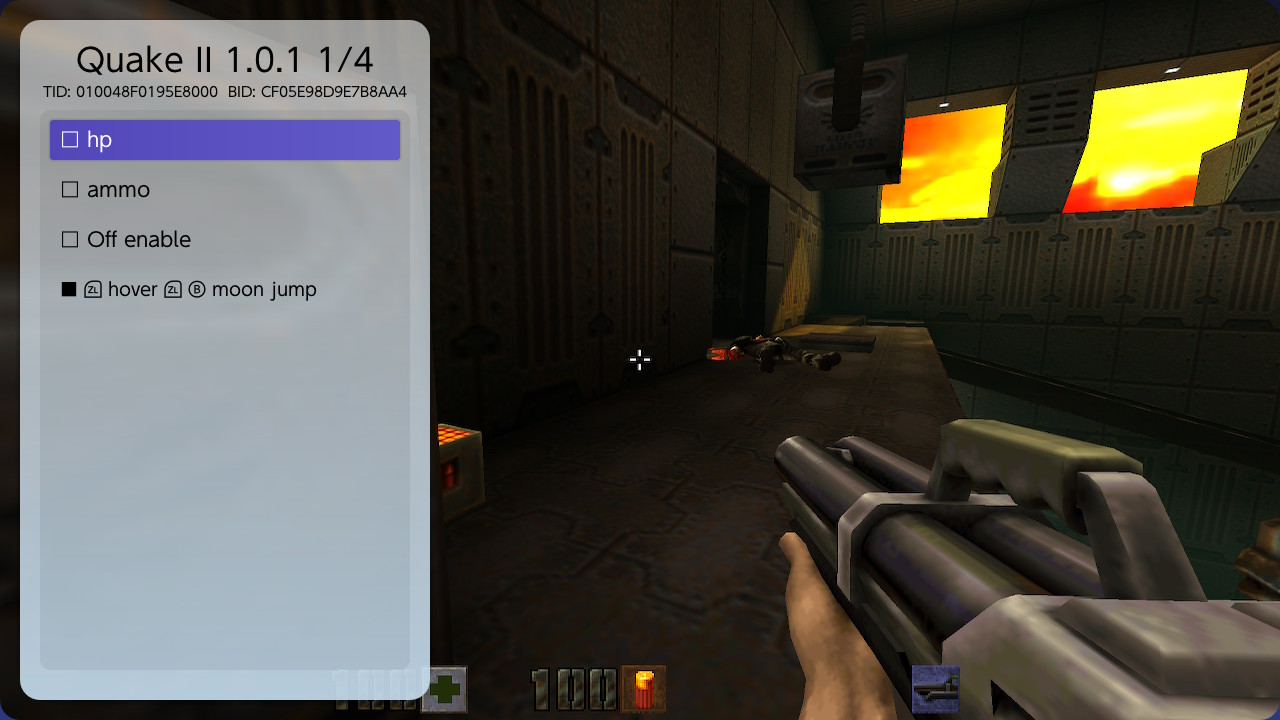 Quake II 1.0.1 1/4
TID: 010048F0195E8000 BID: CF05E98D9E7B8AA4
hp
ammo
Off enable
ZL hover ZL B moon jump
100